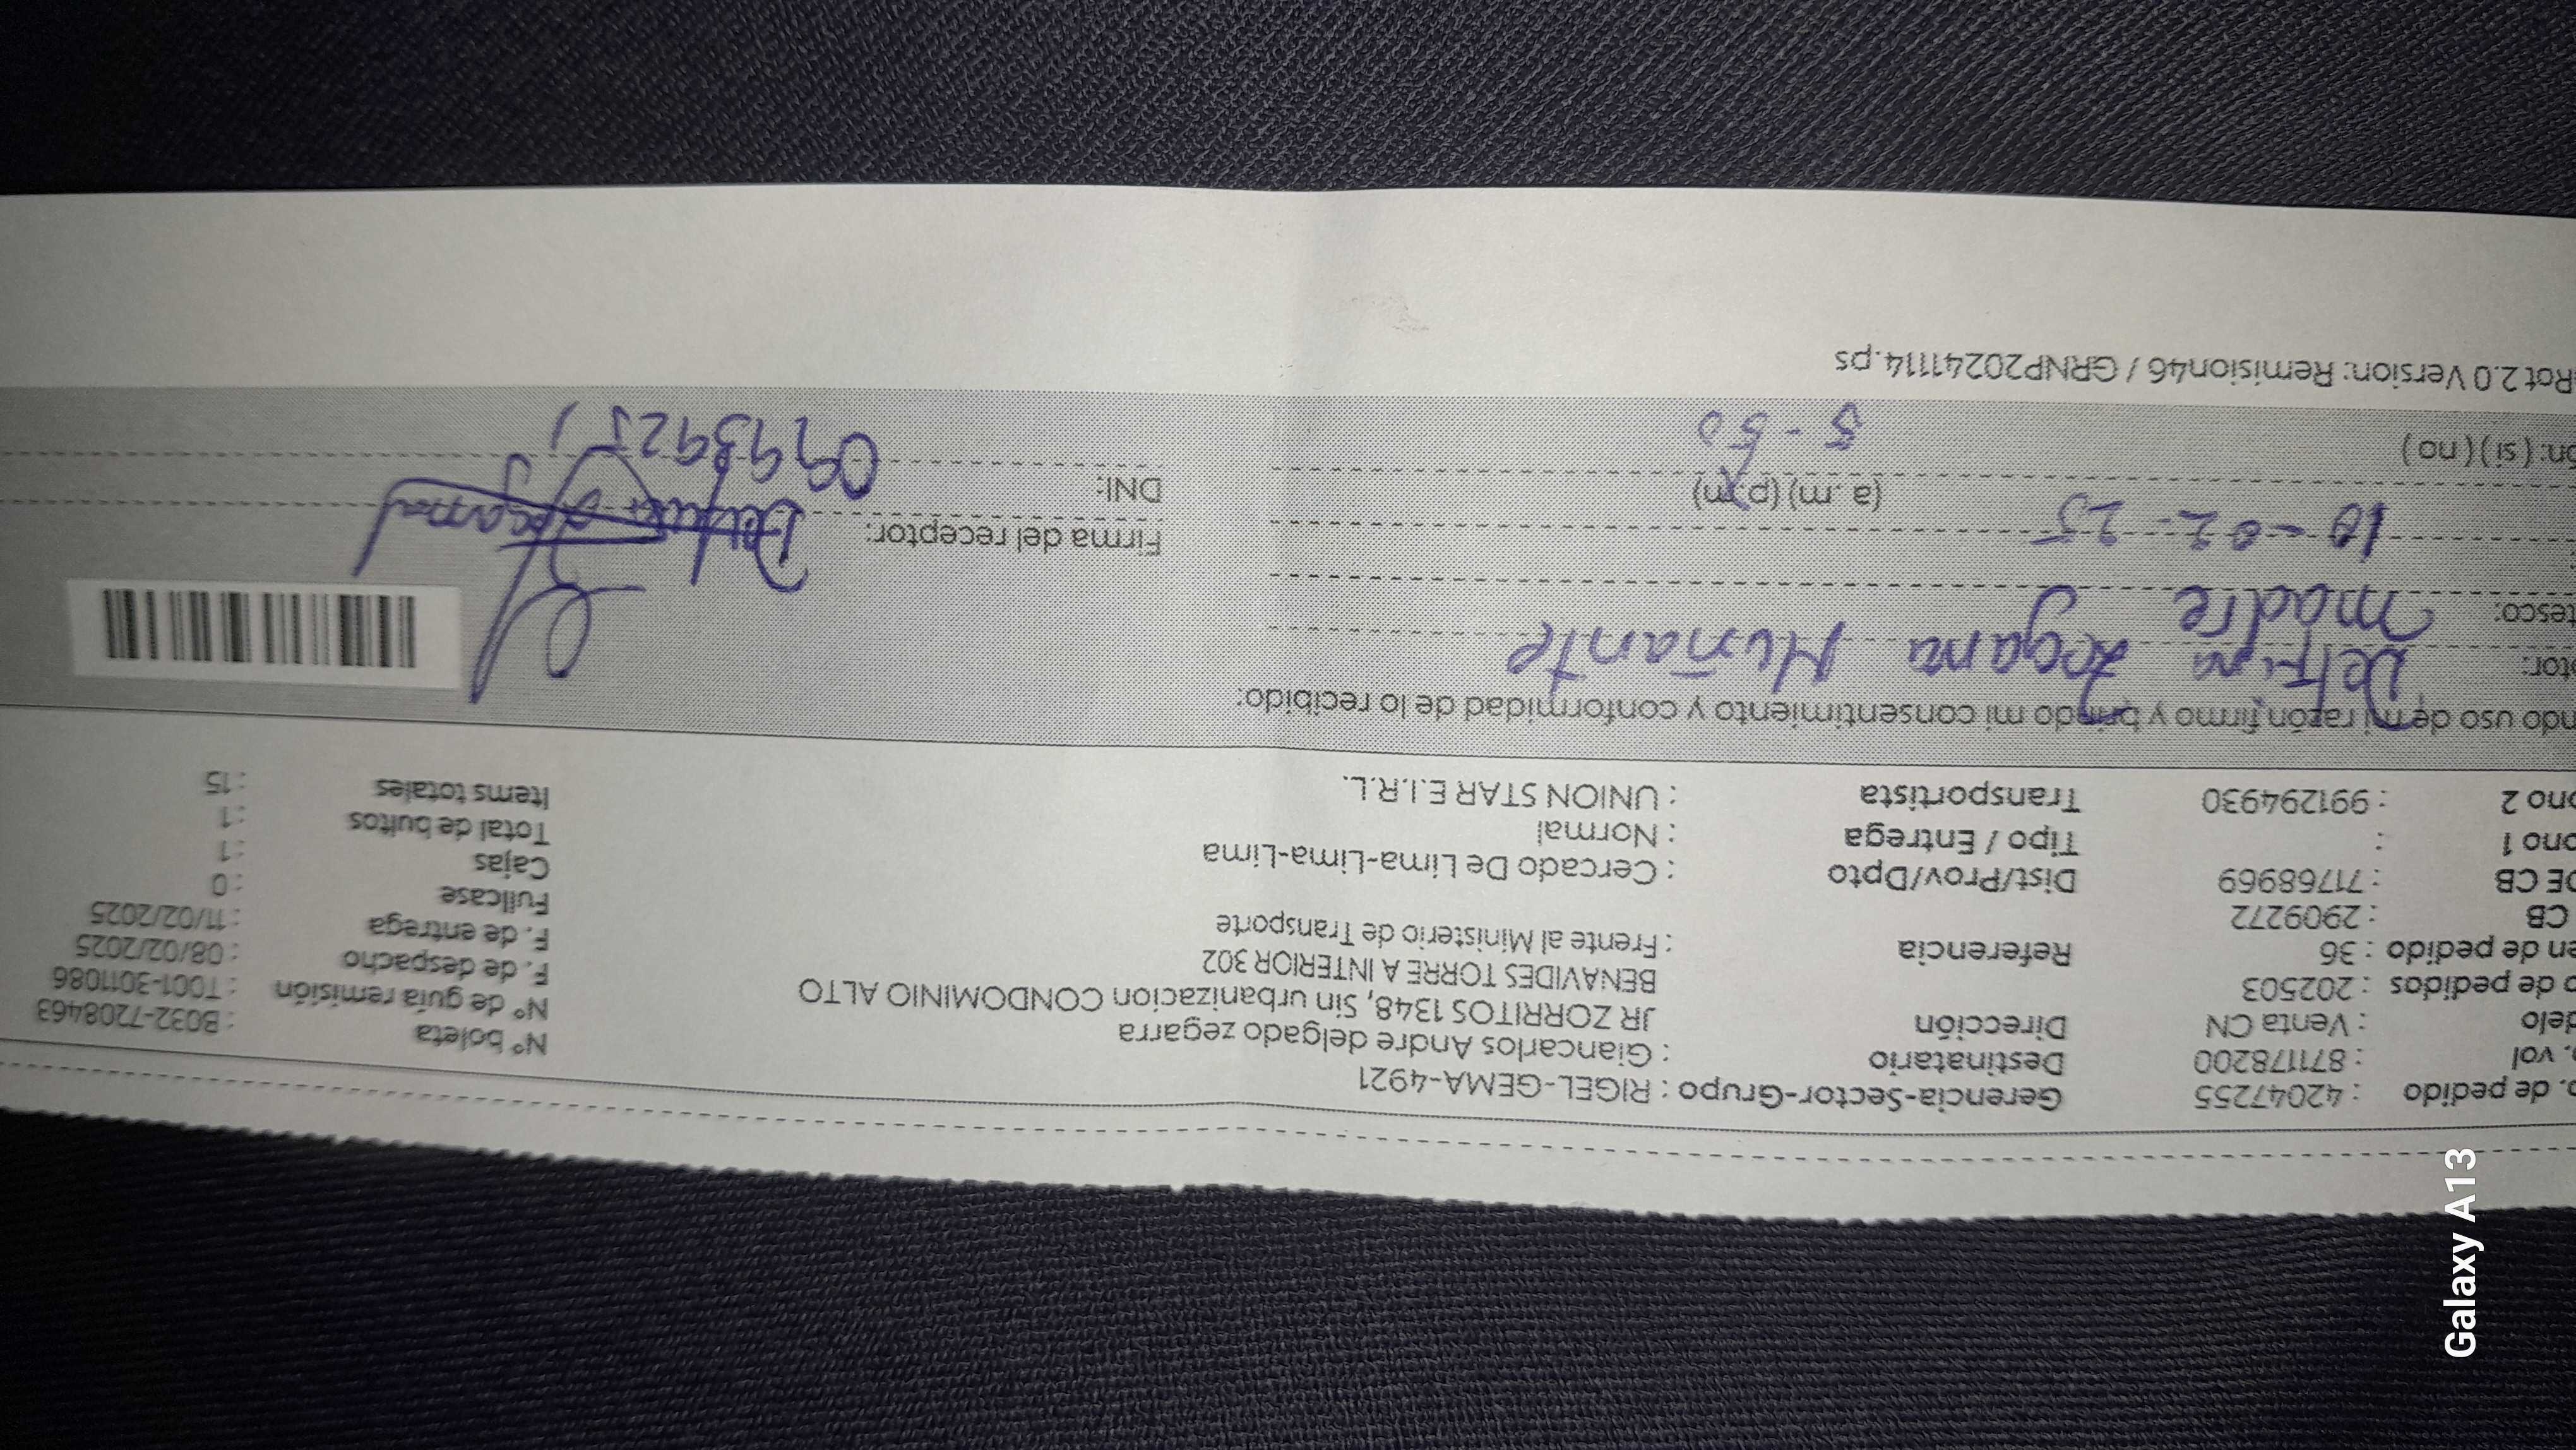 o. de pedido : 42047255 Gerencia-Sector-Grupo : RIGEL-GEMA-4921
o. vol : 871178200 Destinatario : Giancarlos Andre delgado zegarra Nº boleta : B032-7208463
delo : Venta CN Dirección JR ZORRITOS 1348, Sin urbanizacion CONDOMINIO ALTO Nº de guía remisión : T001-3011086
o de pedidos : 202503 BENAVIDES TORRE A INTERIOR 302 F. de despacho : 08/02/2025
en de pedido : 36 Referencia : Frente al Ministerio de Transporte F. de entrega : 11/02/2025
CB : 2909272 Fullcase : 0
DE CB : 71768969 Dist/Prov/Dpto : Cercado De Lima-Lima-Lima Cajas : 1
ono 1 : Tipo / Entrega : Normal Total de bultos : 1
ono 2 : 991294930 Transportista : UNION STAR E.I.R.L. Items totales : 15
ndo uso de mi razón, firmo y brindo mi consentimiento y conformidad de lo recibido:
tor: Delfina Muñante
tesco: madre
10-02-25 (a .m) (p.m) Firma del receptor:
on: (si) (no) 5-50 DNI:
Rot 2.0 Version: Remision46 / GRNP20241114.ps
Galaxy A13